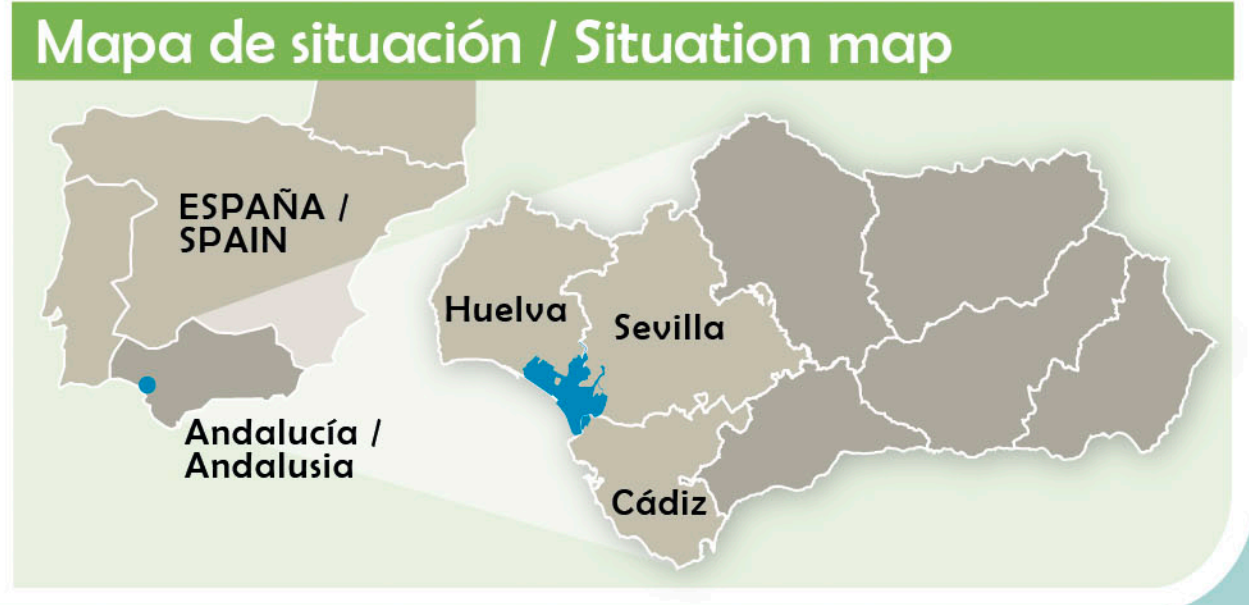 Mapa de situación / Situation map
ESPAÑA /
SPAIN
Huelva
Sevilla
Andalucía /
Andalusia
Cádiz